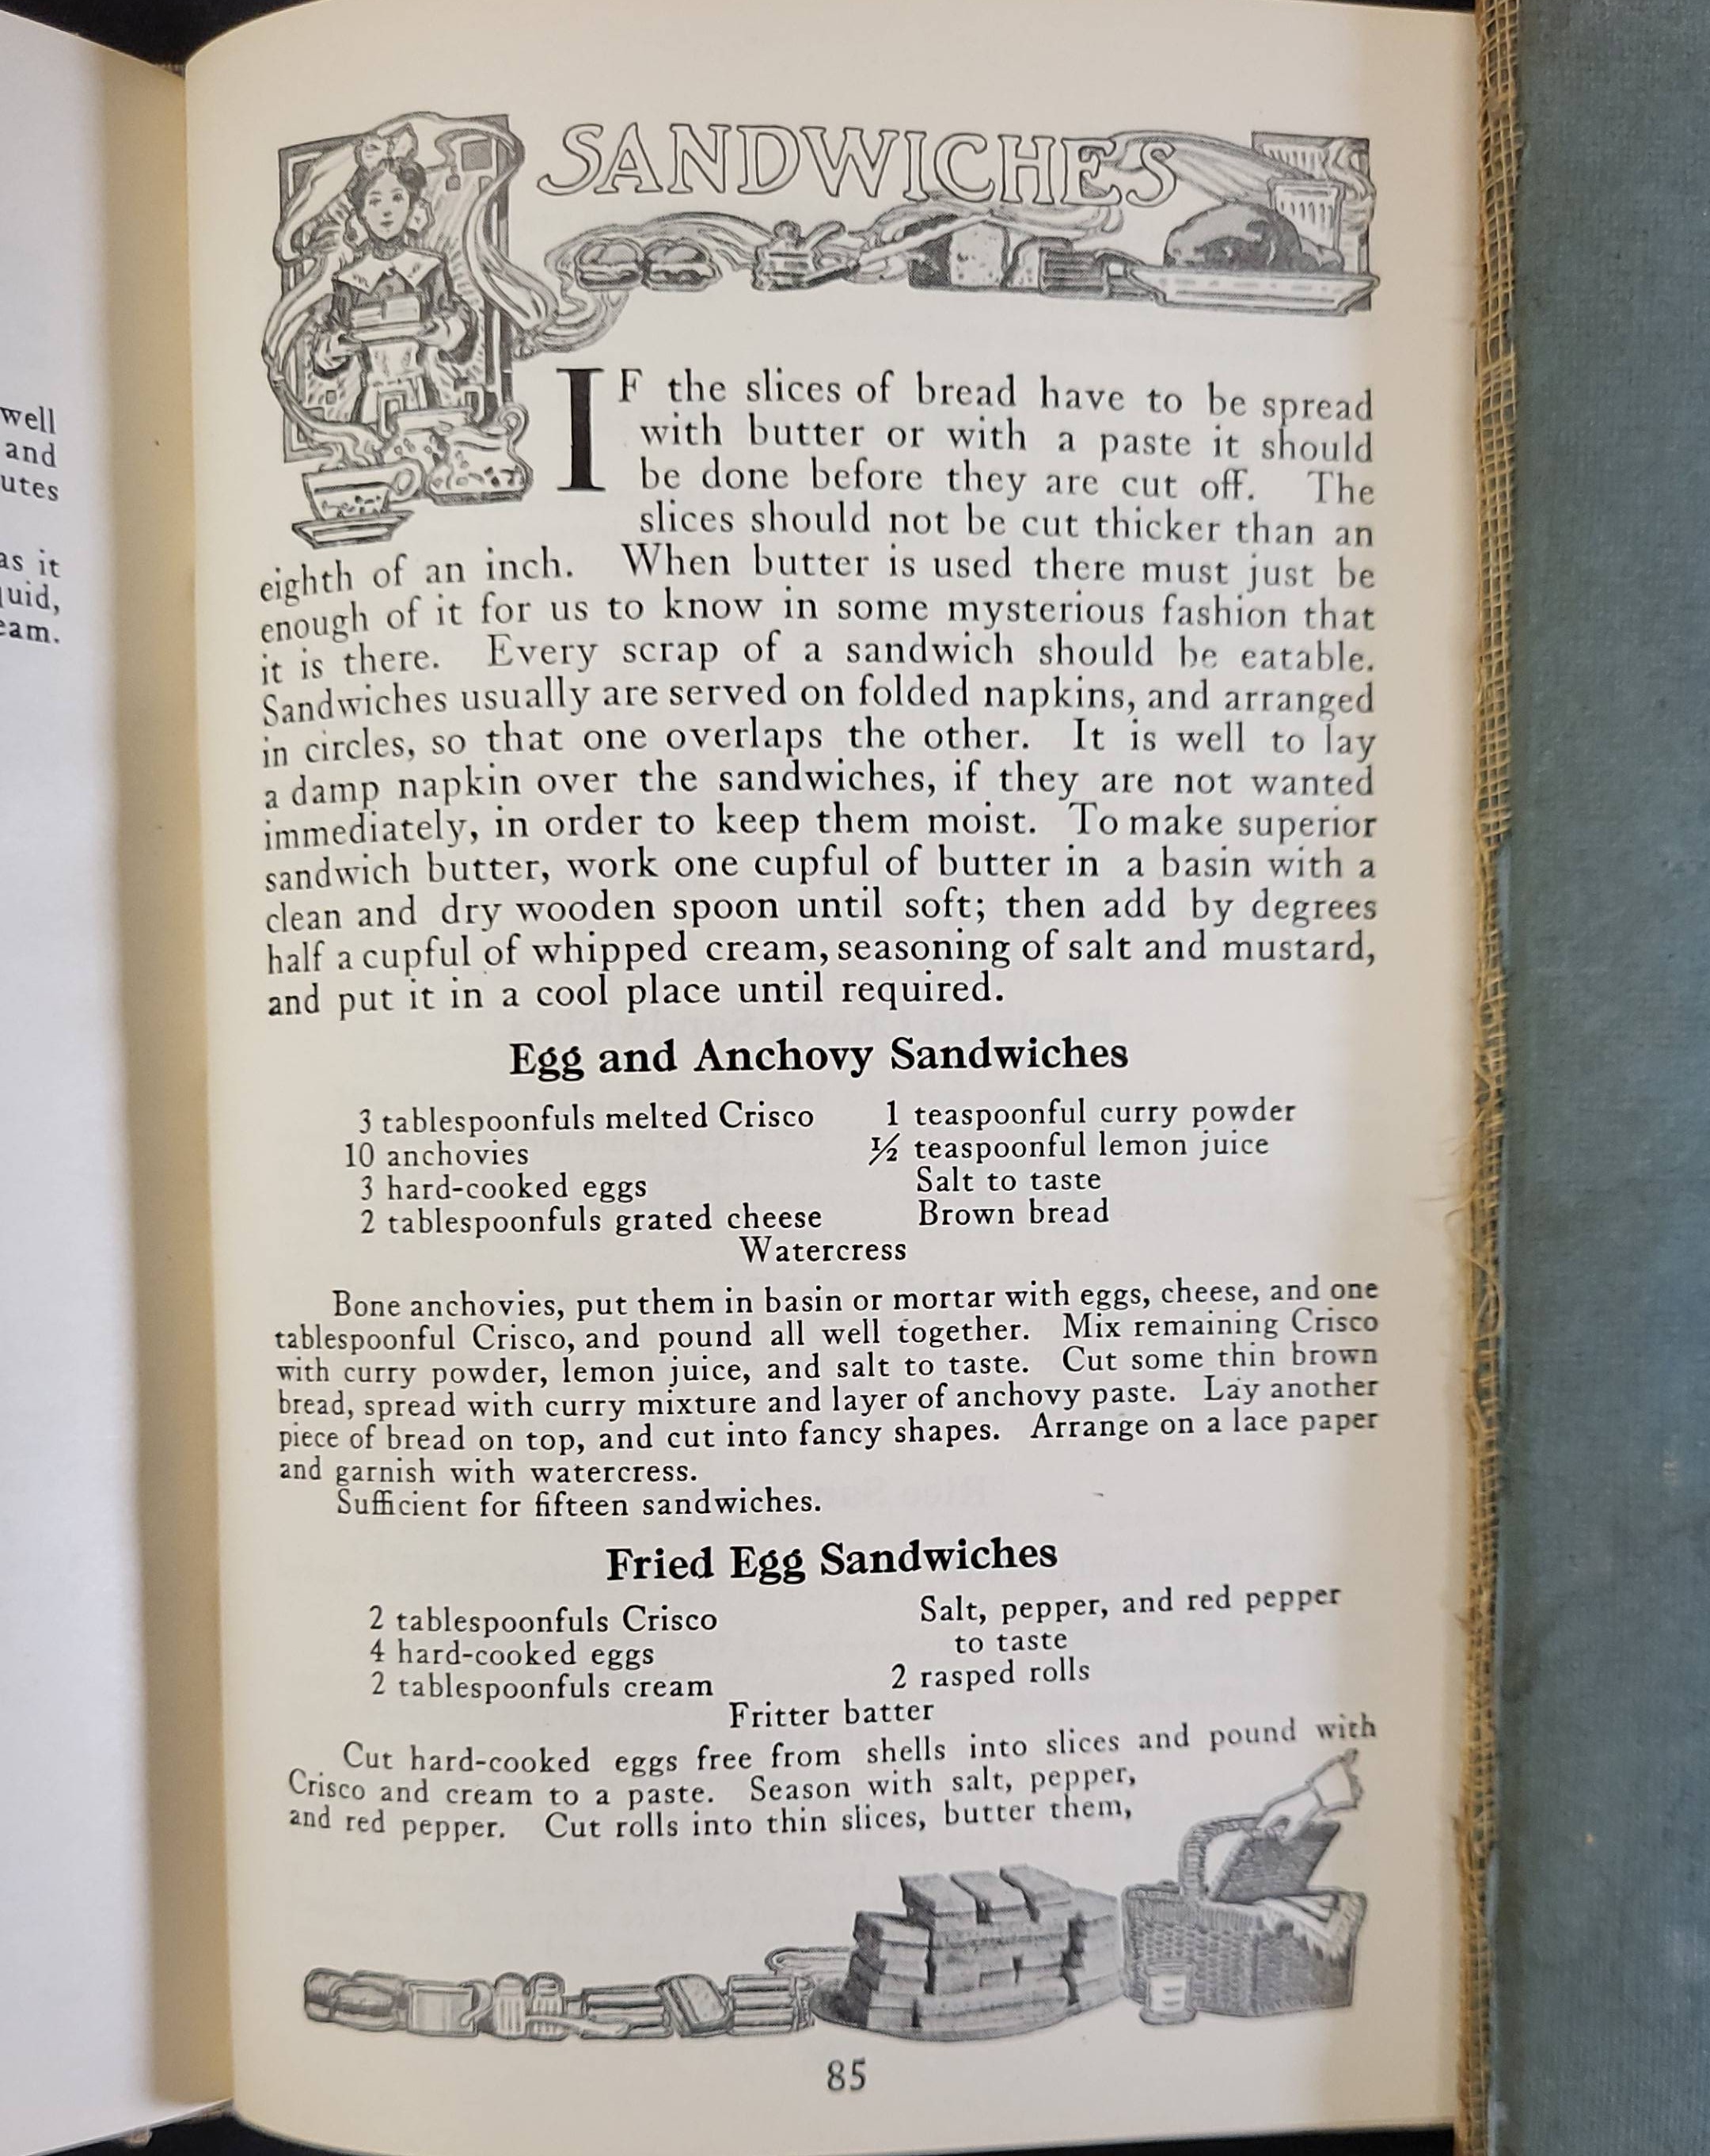 well
and
utes
as it
quid,
eam.
SANDWICHES
IF the slices of bread have to be spread
with butter or with a paste it should
be done before they are cut off. The
slices should not be cut thicker than an
eighth of an inch. When butter is used there must just be
enough of it for us to know in some mysterious fashion that
it is there. Every scrap of a sandwich should be eatable.
Sandwiches usually are served on folded napkins, and arranged
in circles, so that one overlaps the other. It is well to lay
a damp napkin over the sandwiches, if they are not wanted
immediately, in order to keep them moist. To make superior
sandwich butter, work one cupful of butter in a basin with a
clean and dry wooden spoon until soft; then add by degrees
half a cupful of whipped cream, seasoning of salt and mustard,
and put it in a cool place until required.
Egg and Anchovy Sandwiches
3 tablespoonfuls melted Crisco
10 anchovies
3 hard-cooked eggs
2 tablespoonfuls grated cheese
1 teaspoonful curry powder
½ teaspoonful lemon juice
Salt to taste
Brown bread
Watercress
Bone anchovies, put them in basin or mortar with eggs, cheese, and one
tablespoonful Crisco, and pound all well together. Mix remaining Crisco
with curry powder, lemon juice, and salt to taste. Cut some thin brown
bread, spread with curry mixture and layer of anchovy paste. Lay another
piece of bread on top, and cut into fancy shapes. Arrange on a lace paper
and garnish with watercress.
Sufficient for fifteen sandwiches.
Fried Egg Sandwiches
2 tablespoonfuls Crisco
4 hard-cooked eggs
2 tablespoonfuls cream
Salt, pepper, and red pepper
to taste
2 rasped rolls
Fritter batter
Cut hard-cooked eggs free from shells into slices and pound with
Crisco and cream to a paste. Season with salt, pepper,
and red pepper. Cut rolls into thin slices, butter them,
85